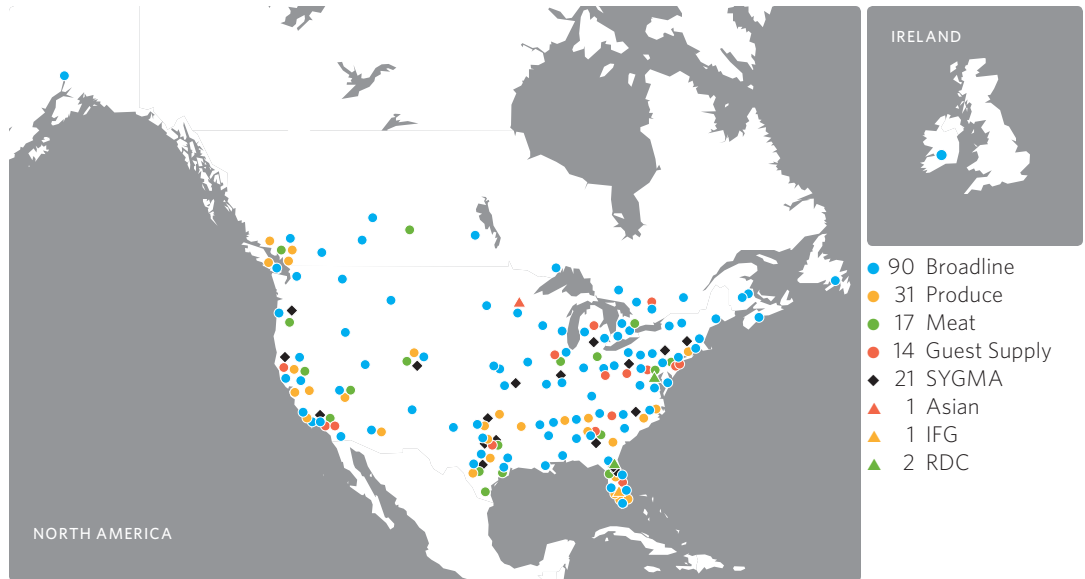 IRELAND
90 Broadline
31 Produce
17 Meat
14 Guest Supply
21 SYGMA
1 Asian
1 IFG
2 RDC
NORTH AMERICA